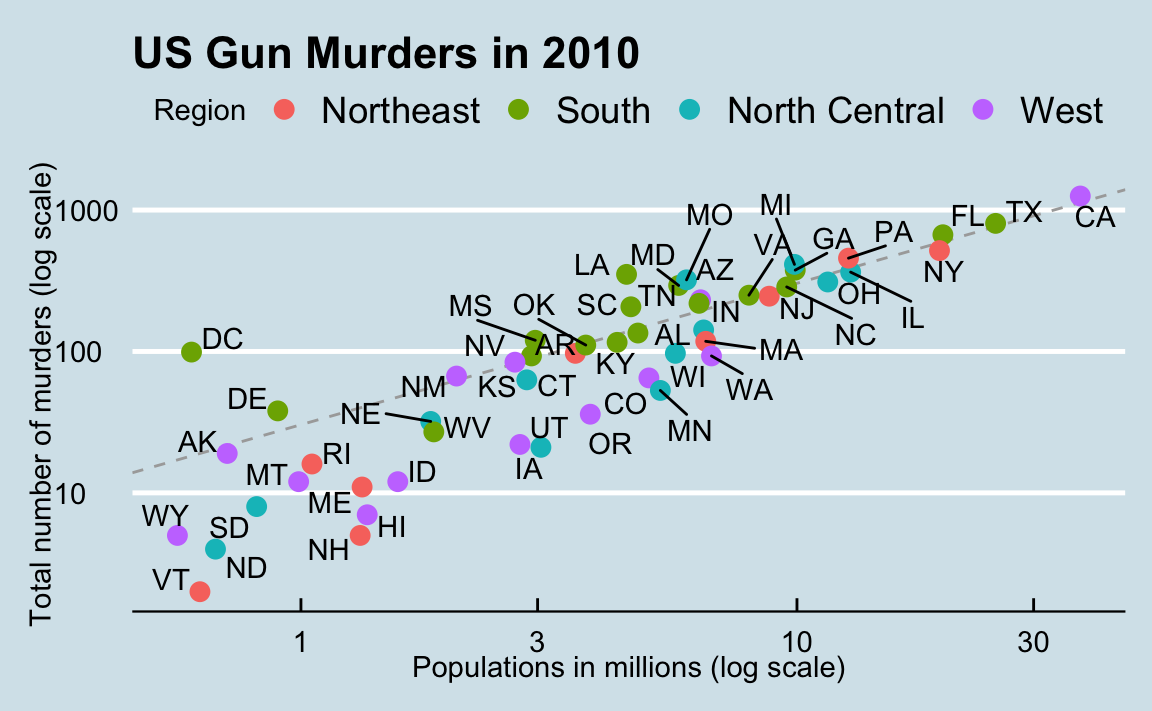 US Gun Murders in 2010
Region Northeast South North Central West
Total number of murders (log scale)
1000
100
10
MI
MO
FL
TX
CA
PA
GA
VA
NY
MD
AZ
LA
TN
SC
OH
IL
IN
NJ
NC
MS
OK
DC
NV
AR
AL
MA
KY
NM
KS
CT
WI
WA
DE
NE
CO
WV
UT
MN
OR
AK
RI
MT
ID
IA
ME
WY
SD
HI
NH
ND
VT
1 3 10 30
Populations in millions (log scale)